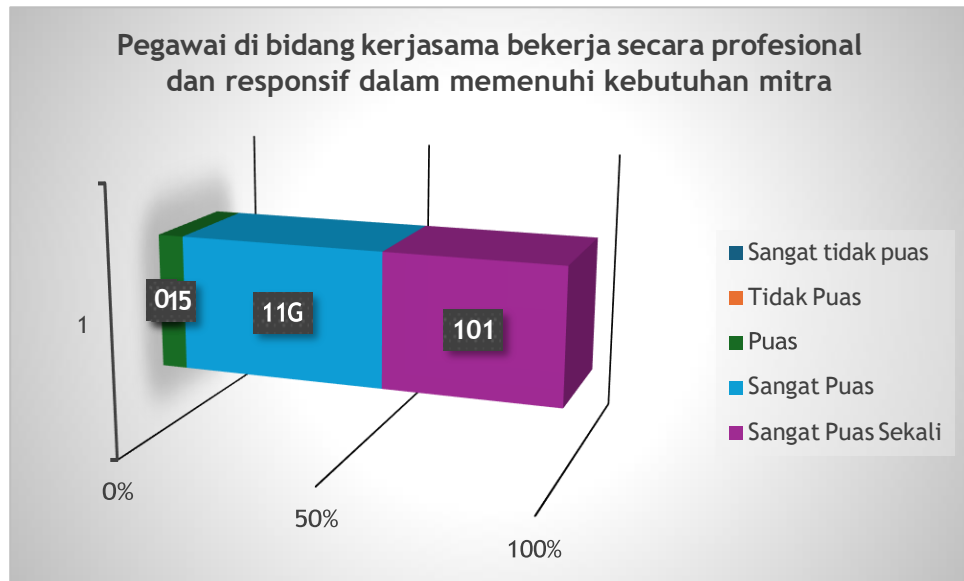 Pegawai di bidang kerjasama bekerja secara profesional
dan responsif dalam memenuhi kebutuhan mitra
1
015
11G
101
0%
50%
100%
Sangat tidak puas
Tidak Puas
Puas
Sangat Puas
Sangat Puas Sekali